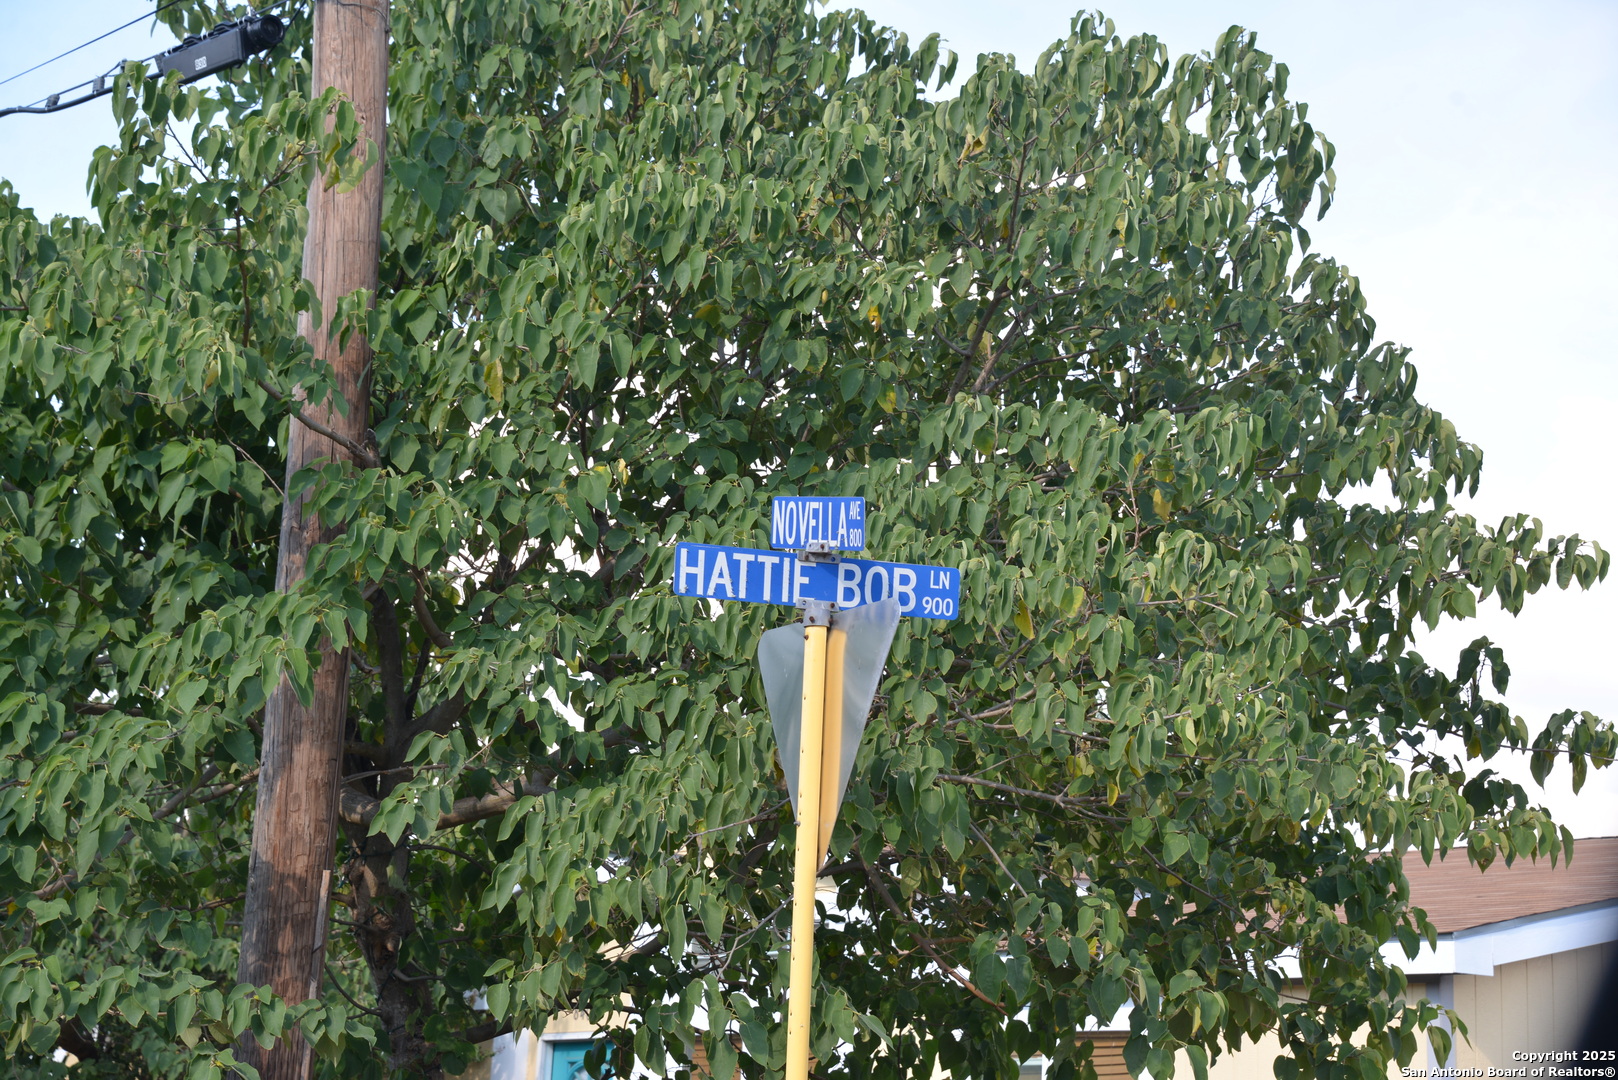 NOVELLA AVE 800
HATTIE BOB LN 900
Copyright 2025
San Antonio Board of Realtors®